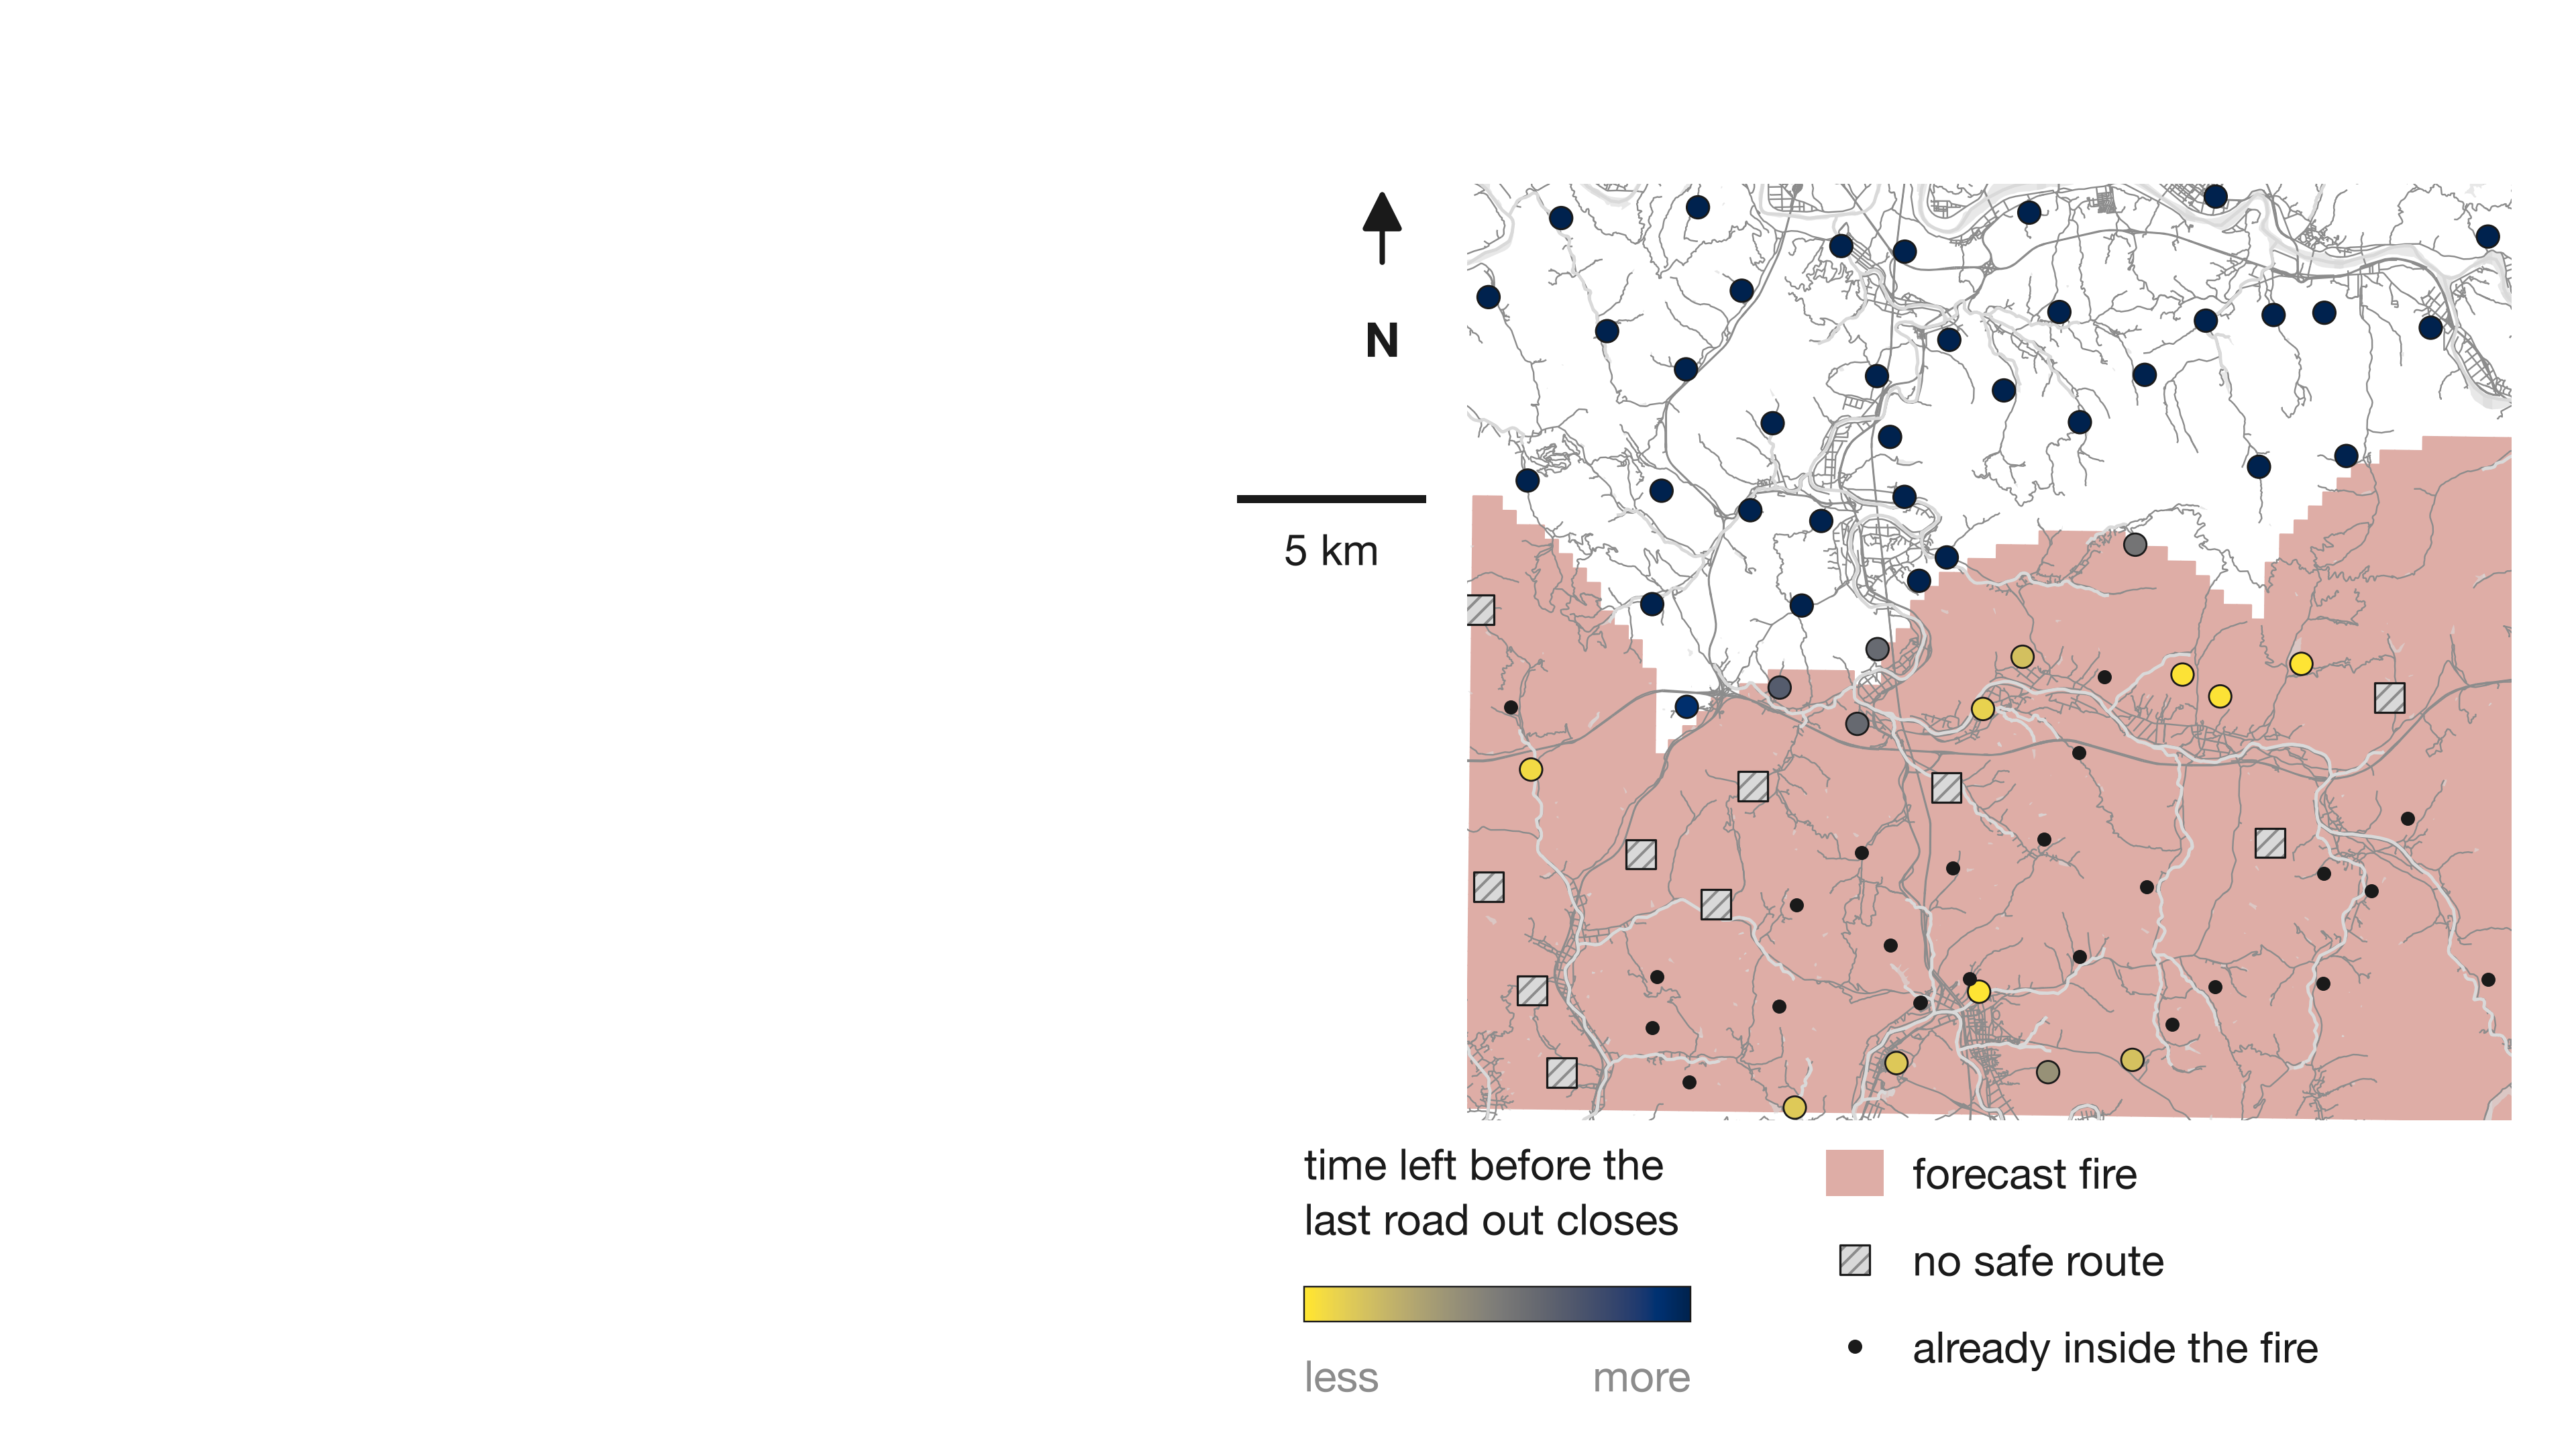 N
5 km
time left before the
last road out closes
less more
forecast fire
no safe route
already inside the fire